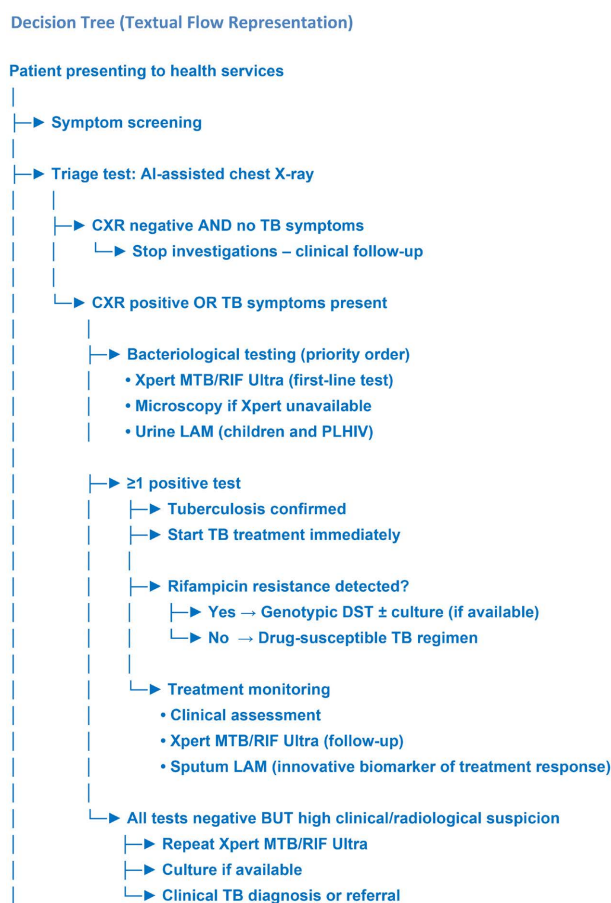 Decision Tree (Textual Flow Representation)
Patient presenting to health services
Symptom screening
Triage test: AI-assisted chest X-ray
CXR negative AND no TB symptoms
Stop investigations – clinical follow-up
CXR positive OR TB symptoms present
Bacteriological testing (priority order)
• Xpert MTB/RIF Ultra (first-line test)
• Microscopy if Xpert unavailable
• Urine LAM (children and PLHIV)
≥1 positive test
Tuberculosis confirmed
Start TB treatment immediately
Rifampicin resistance detected?
Yes → Genotypic DST ± culture (if available)
No → Drug-susceptible TB regimen
Treatment monitoring
• Clinical assessment
• Xpert MTB/RIF Ultra (follow-up)
• Sputum LAM (innovative biomarker of treatment response)
All tests negative BUT high clinical/radiological suspicion
Repeat Xpert MTB/RIF Ultra
Culture if available
Clinical TB diagnosis or referral